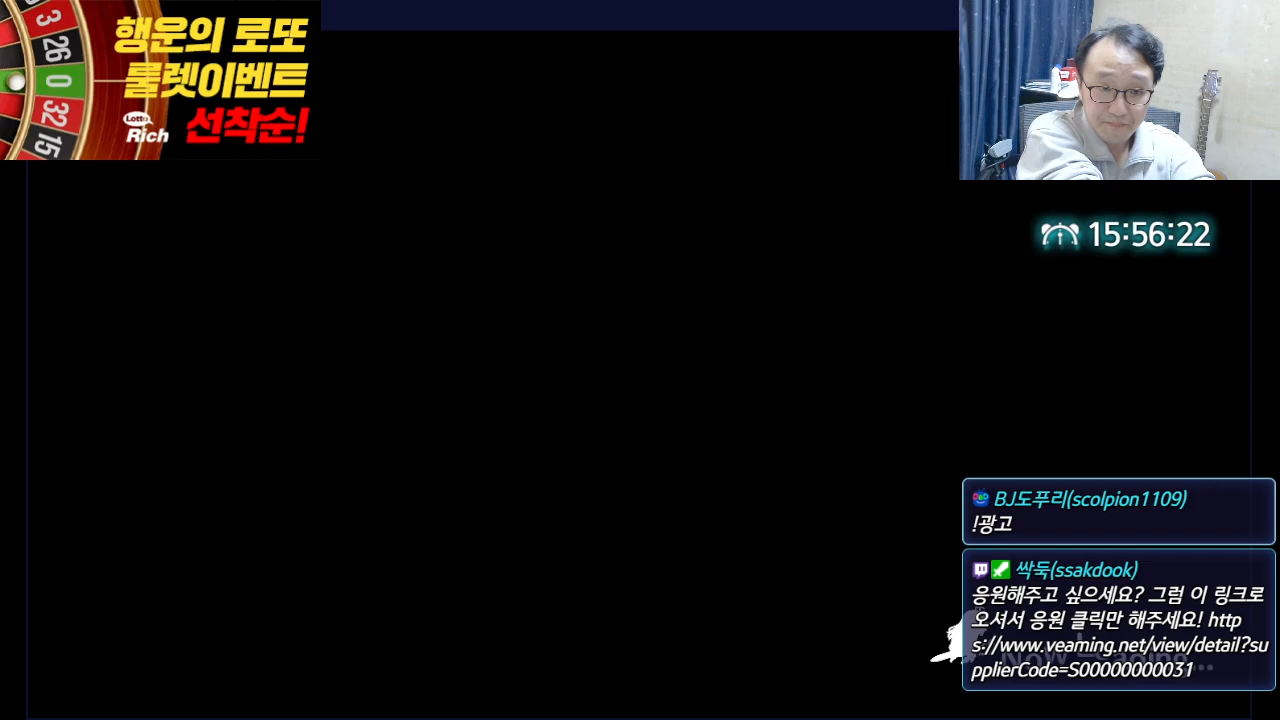 3
26
0
32
15
행운의 로또
룰렛이벤트
선착순!
Lotto
Rich
15:56:22
BJ도푸리(scolpion1109)
!광고
싹둑(ssakdook)
응원해주고 싶으세요? 그럼 이 링크로
오셔서 응원 클릭만 해주세요! http
s://www.veaming.net/view/detail?su
pplierCode=S00000000031
Now Loading...